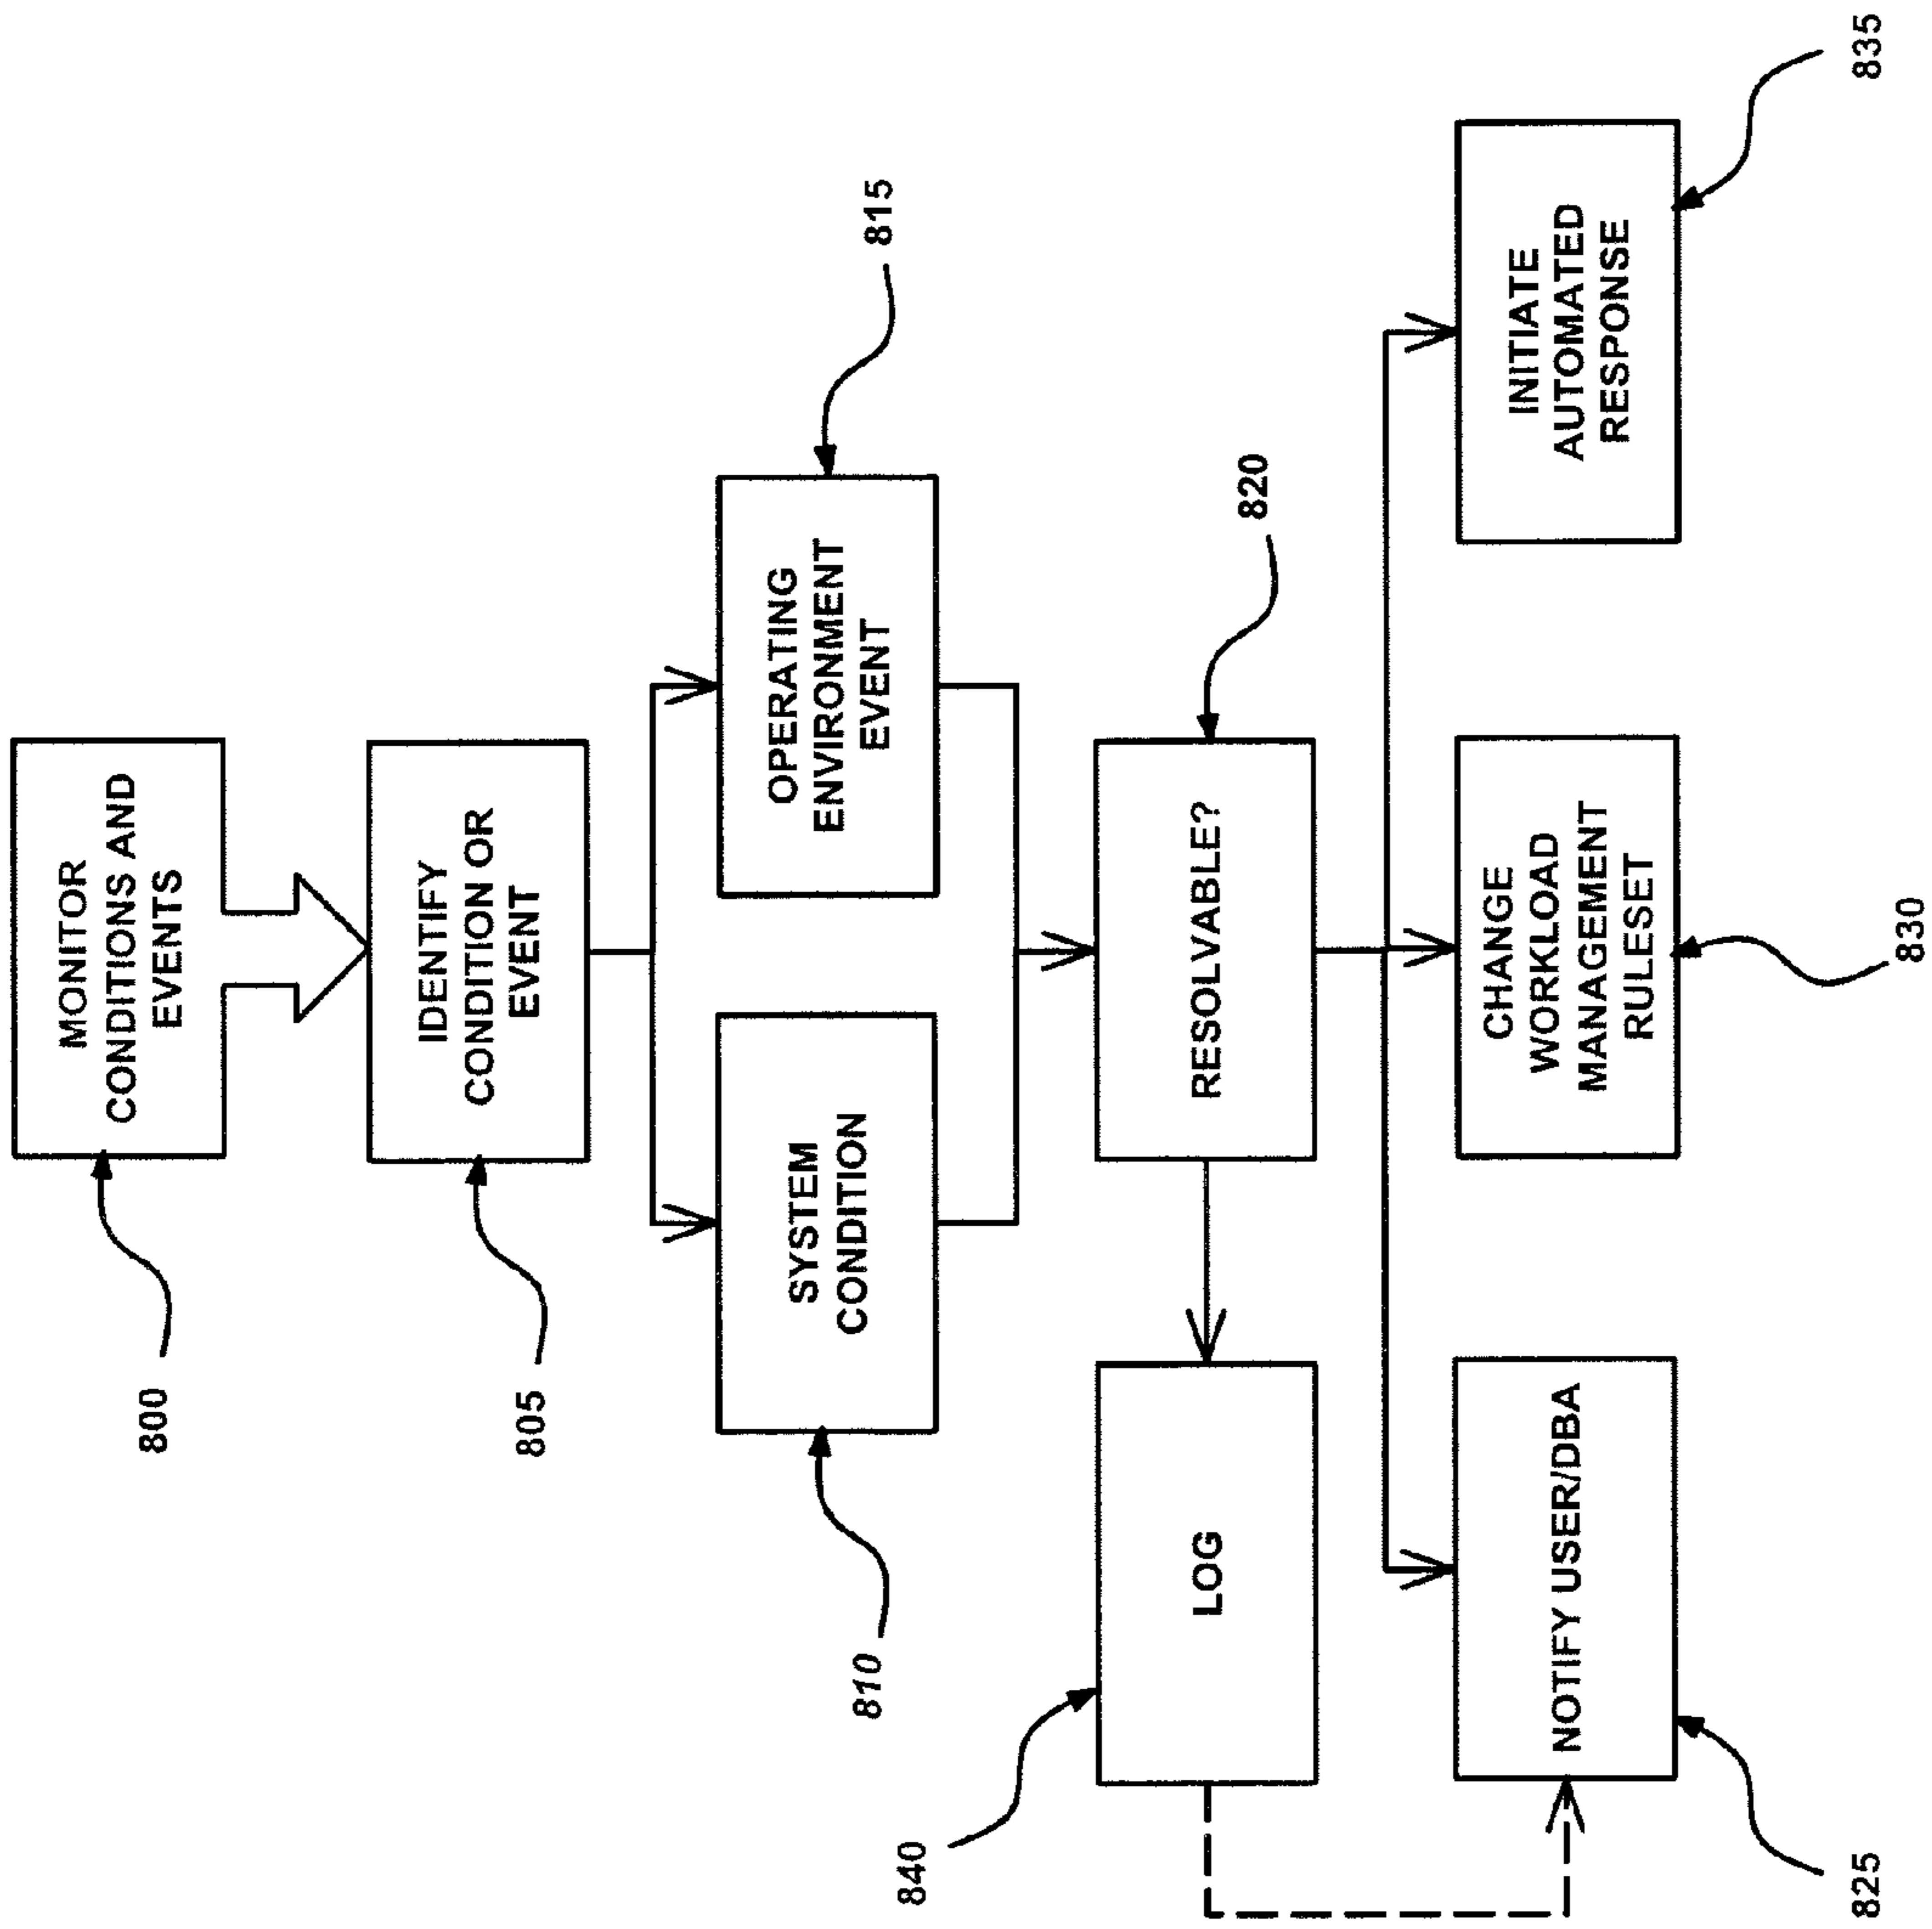 MONITOR
CONDITIONS AND
EVENTS
800
IDENTIFY
CONDITION OR
EVENT
805
SYSTEM
CONDITION
810
OPERATING
ENVIRONMENT
EVENT
815
RESOLVABLE?
820
LOG
840
NOTIFY USER/DBA
825
CHANGE
WORKLOAD
MANAGEMENT
RULESET
830
INITIATE
AUTOMATED
RESPONSE
835